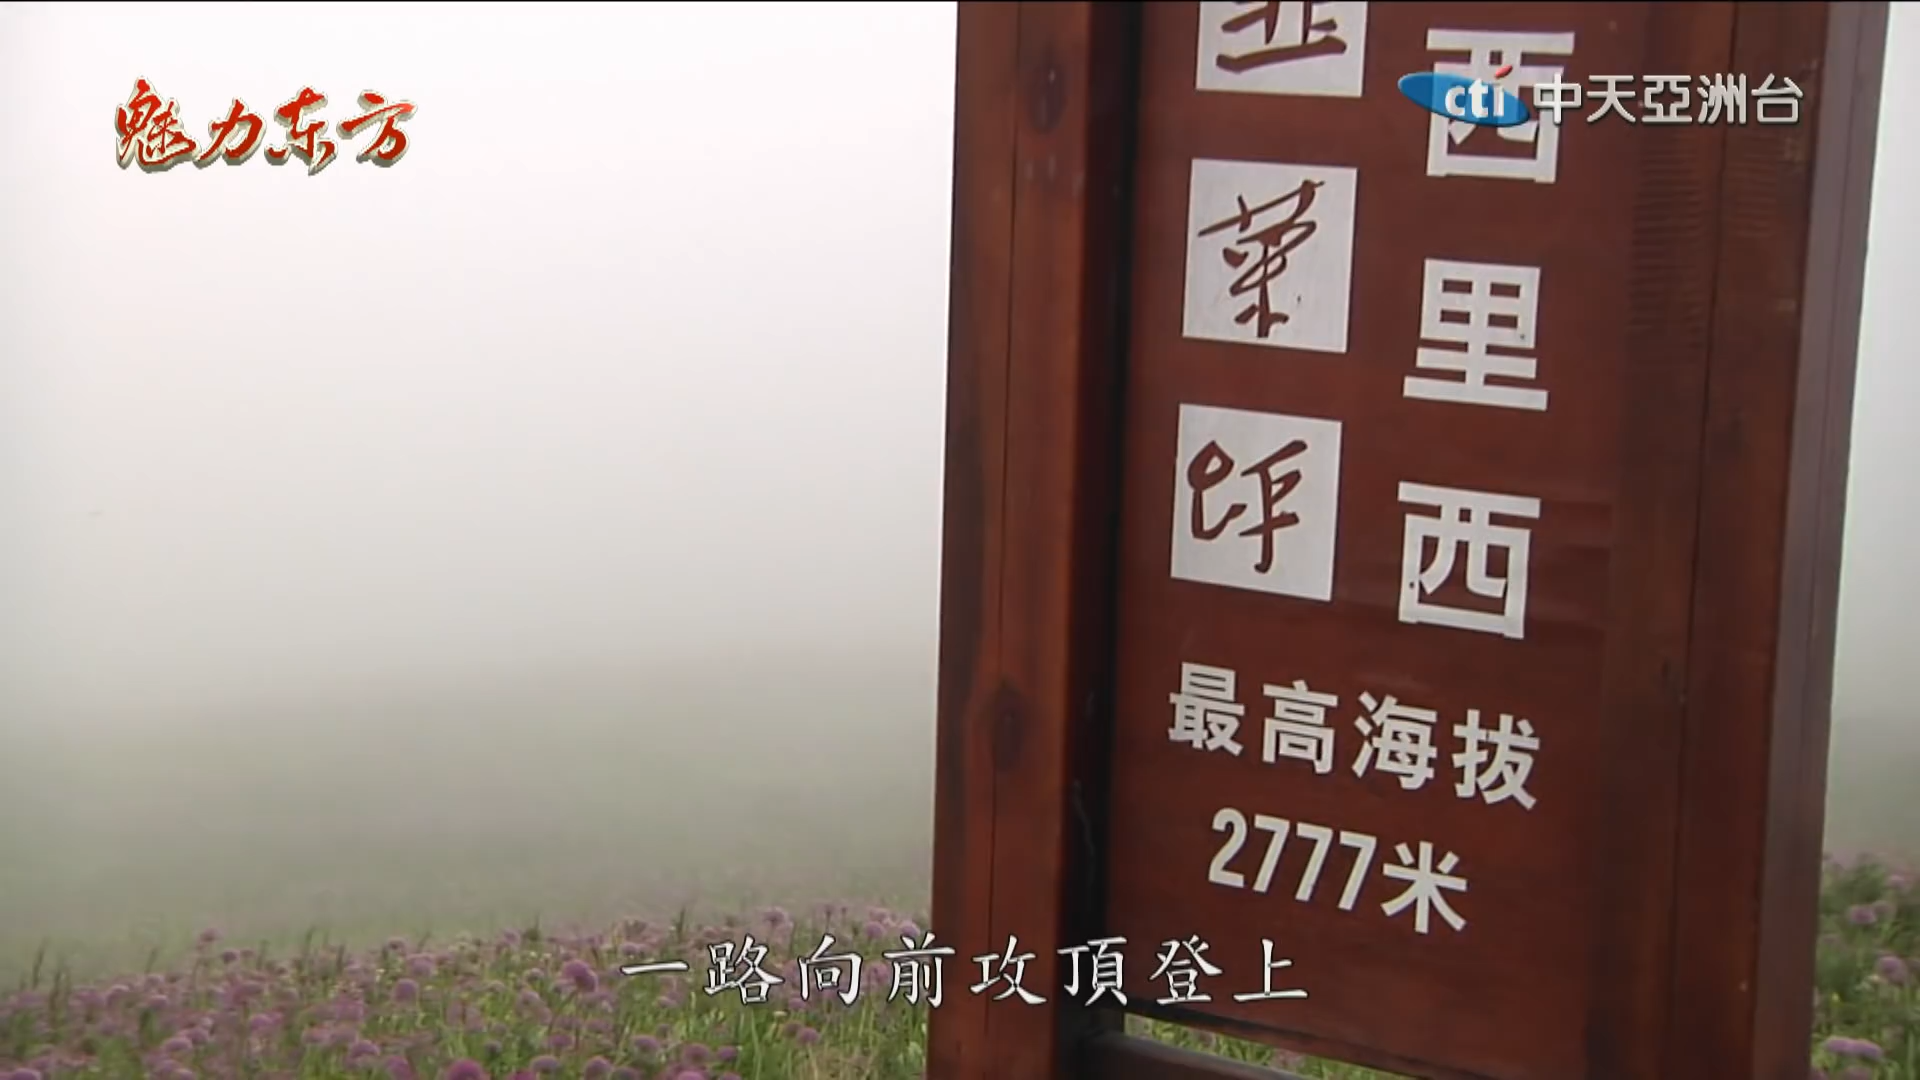 魅力东方
cti 中天亞洲台
韭菜坪
西里西
最高海拔
2777米
一路向前攻頂登上